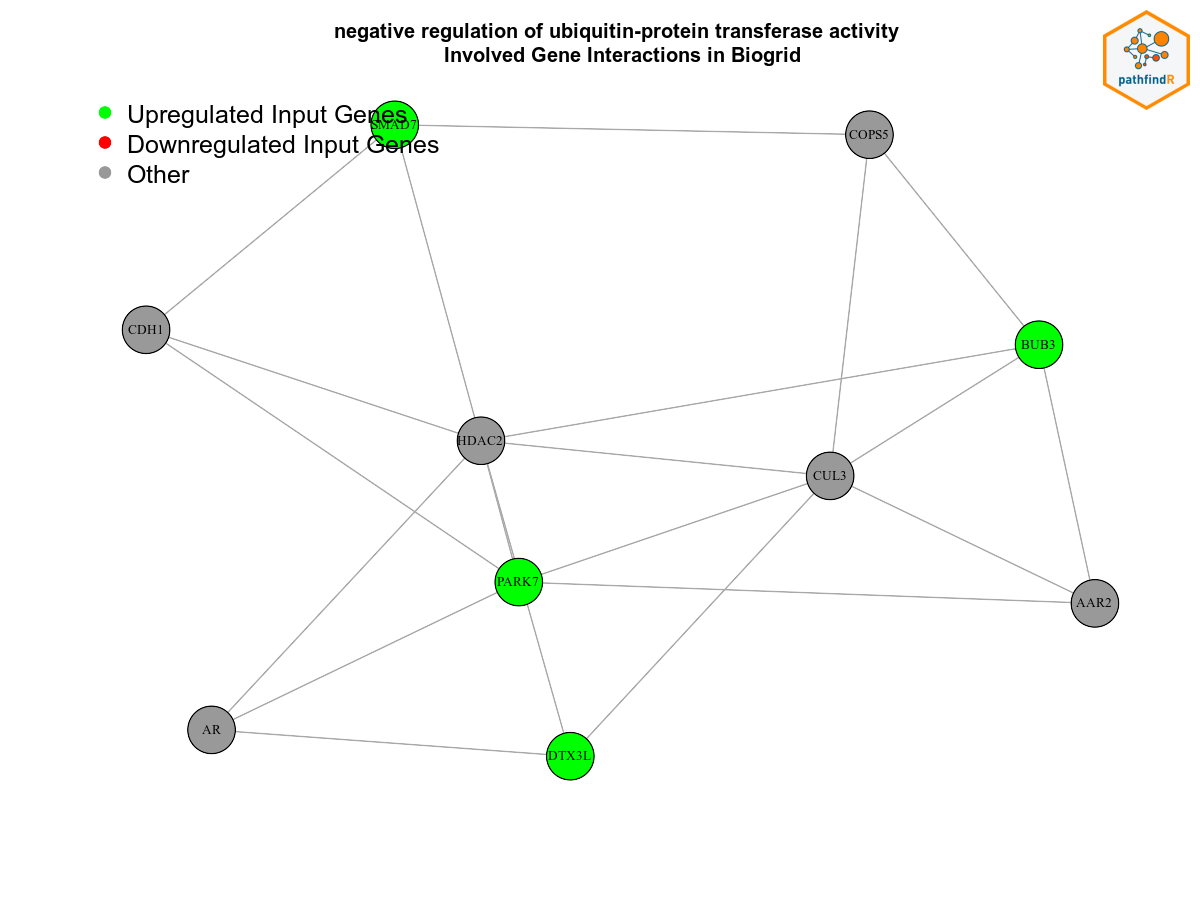 negative regulation of ubiquitin-protein transferase activity
Involved Gene Interactions in Biogrid
pathfindR
Upregulated Input Genes
Downregulated Input Genes
Other
SMAD7
COPS5
CDH1
BUB3
HDAC2
CUL3
PARK7
AAR2
AR
DTX3L